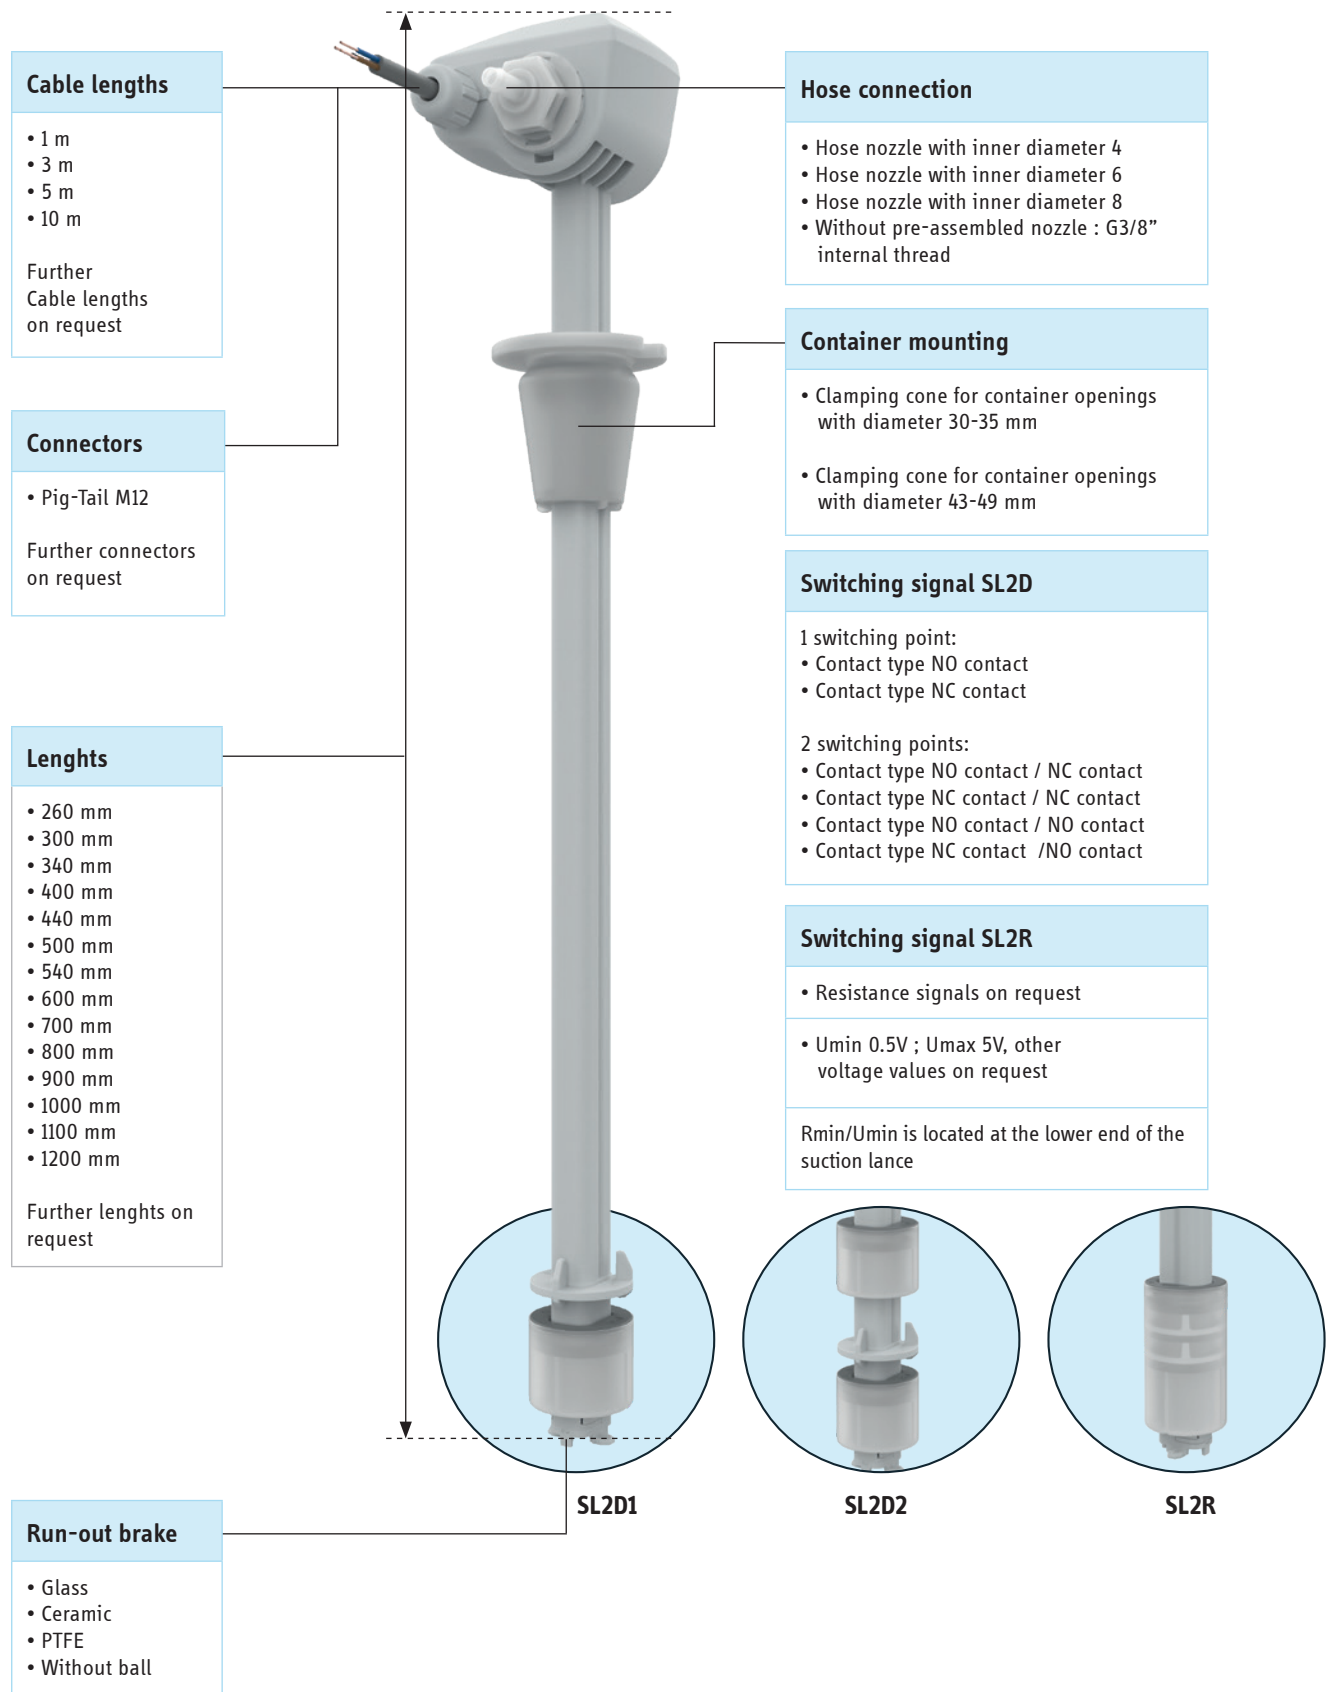 Cable lengths
• 1 m
• 3 m
• 5 m
• 10 m
Further
Cable lengths
on request
Connectors
• Pig-Tail M12
Further connectors
on request
Lenghts
• 260 mm
• 300 mm
• 340 mm
• 400 mm
• 440 mm
• 500 mm
• 540 mm
• 600 mm
• 700 mm
• 800 mm
• 900 mm
• 1000 mm
• 1100 mm
• 1200 mm
Further lenghts on
request
Run-out brake
• Glass
• Ceramic
• PTFE
• Without ball
Hose connection
• Hose nozzle with inner diameter 4
• Hose nozzle with inner diameter 6
• Hose nozzle with inner diameter 8
• Without pre-assembled nozzle : G3/8”
internal thread
Container mounting
• Clamping cone for container openings
with diameter 30-35 mm
• Clamping cone for container openings
with diameter 43-49 mm
Switching signal SL2D
1 switching point:
• Contact type NO contact
• Contact type NC contact
2 switching points:
• Contact type NO contact / NC contact
• Contact type NC contact / NC contact
• Contact type NO contact / NO contact
• Contact type NC contact /NO contact
Switching signal SL2R
• Resistance signals on request
• Umin 0.5V ; Umax 5V, other
voltage values on request
Rmin/Umin is located at the lower end of the
suction lance
SL2D1
SL2D2
SL2R